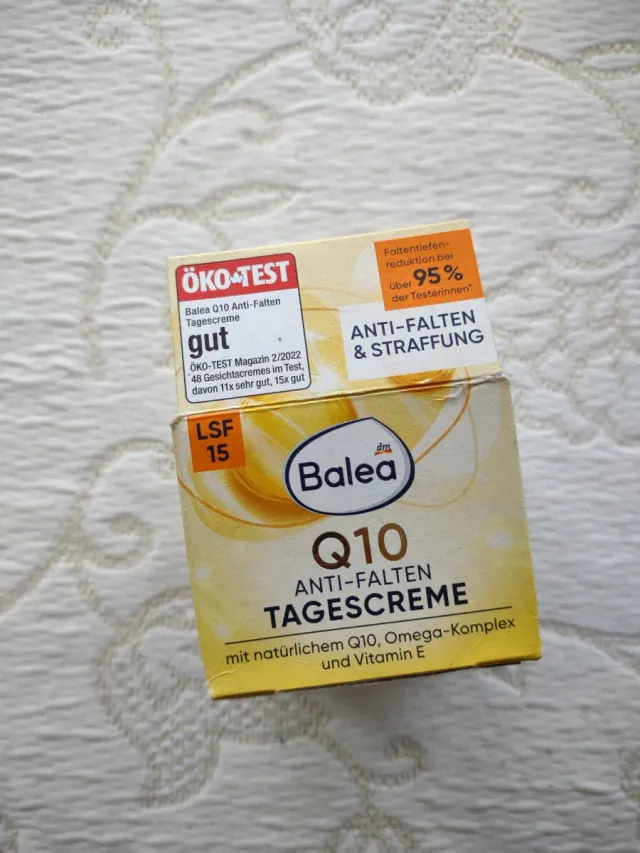 ÖKO-TEST
Balea Q10 Anti-Falten
Tagescreme
gut
ÖKO-TEST Magazin 2/2022
48 Gesichtscremes im Test,
davon 11x sehr gut, 15x gut
Faltentiefen-
reduktion bei
über 95%
der Testerinnen*
ANTI-FALTEN
& STRAFFUNG
LSF
15
dm
Balea
Q10
ANTI-FALTEN
TAGESCREME
mit natürlichem Q10, Omega-Komplex
und Vitamin E